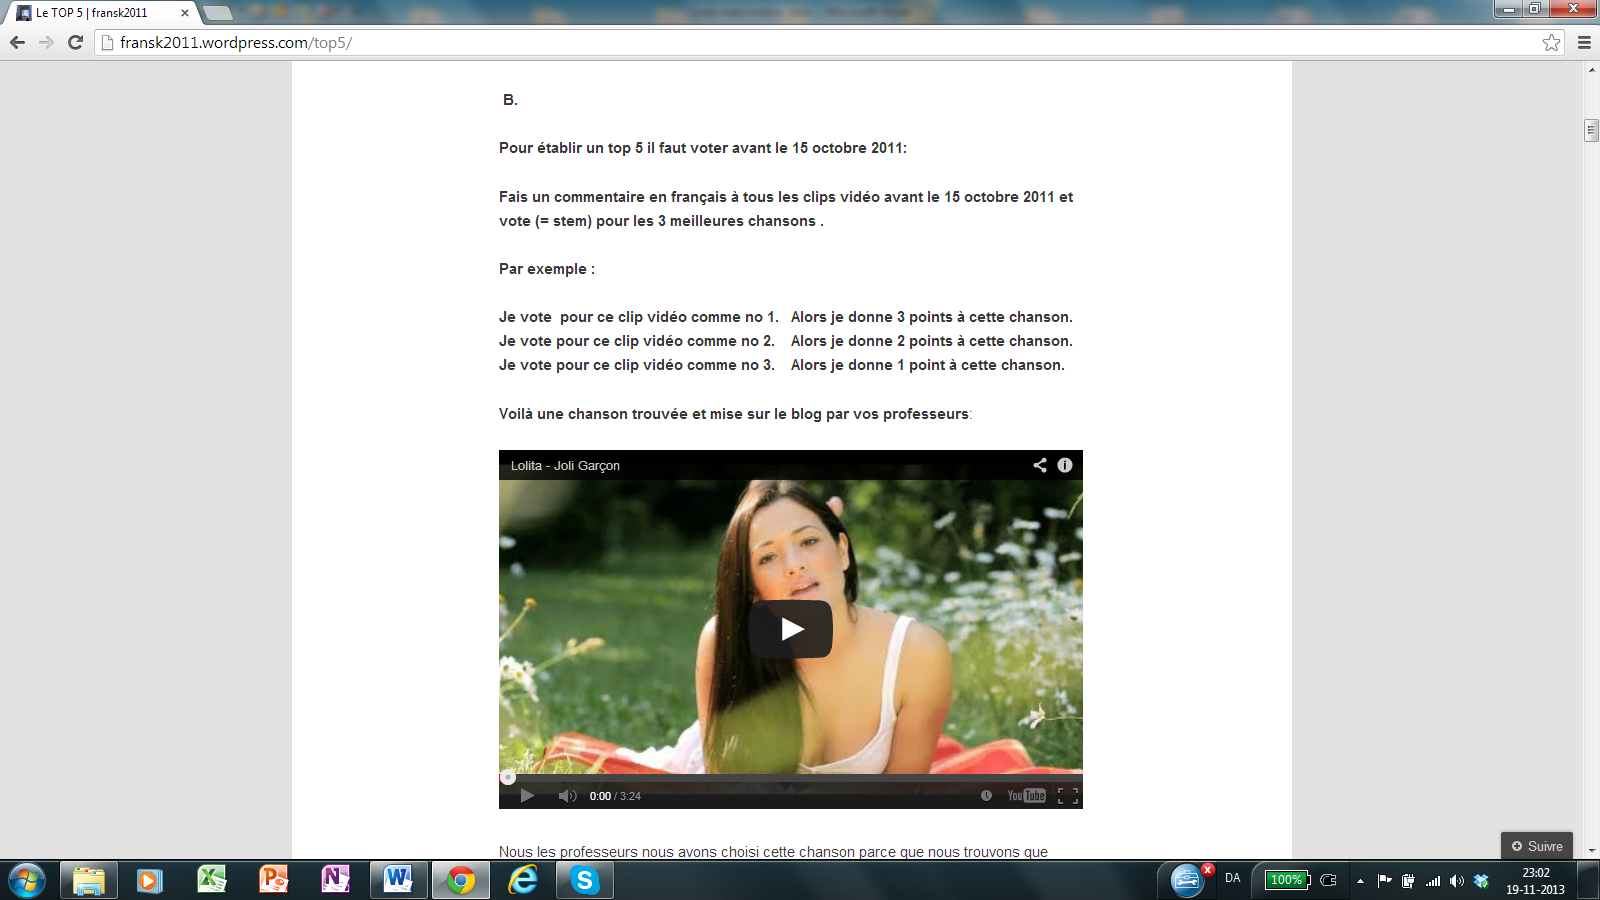 Le TOP 5 | fransk2011
fransk2011.wordpress.com/top5/
B.
Pour établir un top 5 il faut voter avant le 15 octobre 2011:
Fais un commentaire en français à tous les clips vidéo avant le 15 octobre 2011 et
vote (= stem) pour les 3 meilleures chansons .
Par exemple :
Je vote  pour ce clip vidéo comme no 1.   Alors je donne 3 points à cette chanson.
Je vote pour ce clip vidéo comme no 2.    Alors je donne 2 points à cette chanson.
Je vote pour ce clip vidéo comme no 3.    Alors je donne 1 point à cette chanson.
Voilà une chanson trouvée et mise sur le blog par vos professeurs:
Lolita - Joli Garçon
0:00 / 3:24
YouTube
Nous les professeurs nous avons choisi cette chanson parce que nous trouvons que
Suivre
DA
100%
23:02
19-11-2013